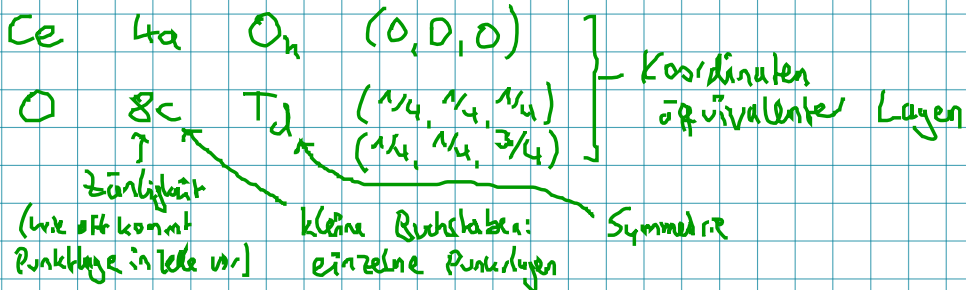 Ce 4a Oh (0,0,0)
Koordinaten
O 8c Td (1/4, 1/4, 1/4)
äquivalenter Lagen
(1/4, 1/4, 3/4)
Zähligkeit
(wie oft kommt
Punktlage in Zelle vor)
kleine Buchstaben:
einzelne Punktlagen
Symmetrie